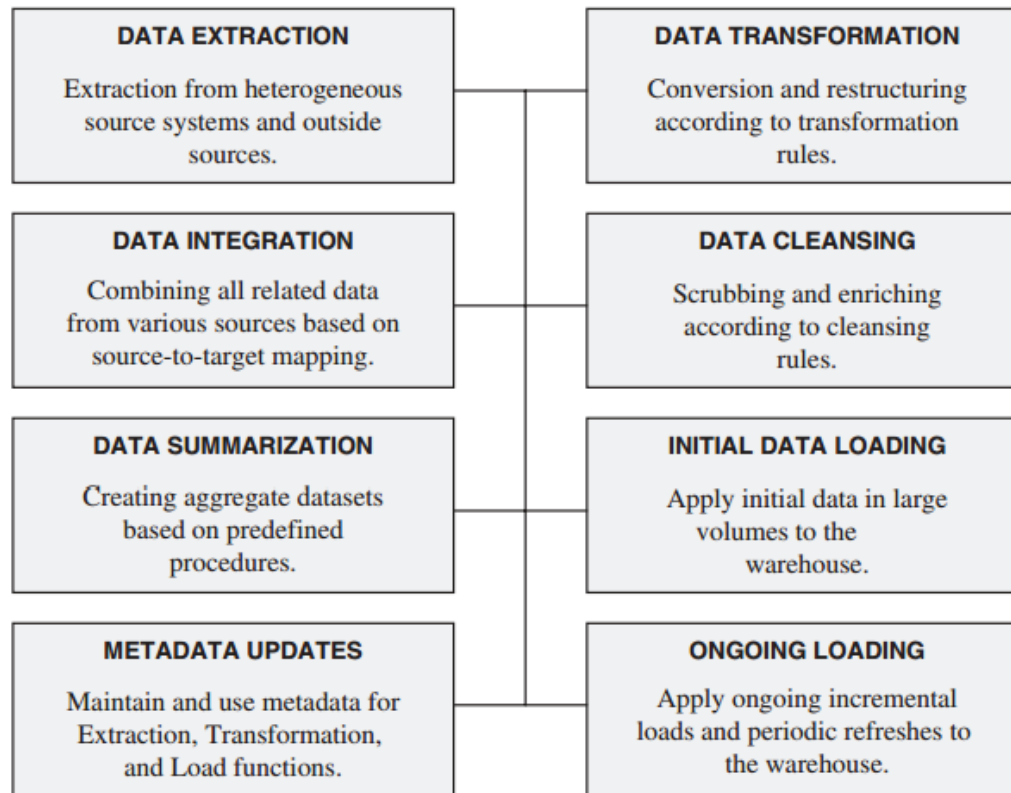 DATA EXTRACTION
Extraction from heterogeneous
source systems and outside
sources.
DATA TRANSFORMATION
Conversion and restructuring
according to transformation
rules.
DATA INTEGRATION
Combining all related data
from various sources based on
source-to-target mapping.
DATA CLEANSING
Scrubbing and enriching
according to cleansing
rules.
DATA SUMMARIZATION
Creating aggregate datasets
based on predefined
procedures.
INITIAL DATA LOADING
Apply initial data in large
volumes to the
warehouse.
METADATA UPDATES
Maintain and use metadata for
Extraction, Transformation,
and Load functions.
ONGOING LOADING
Apply ongoing incremental
loads and periodic refreshes to
the warehouse.